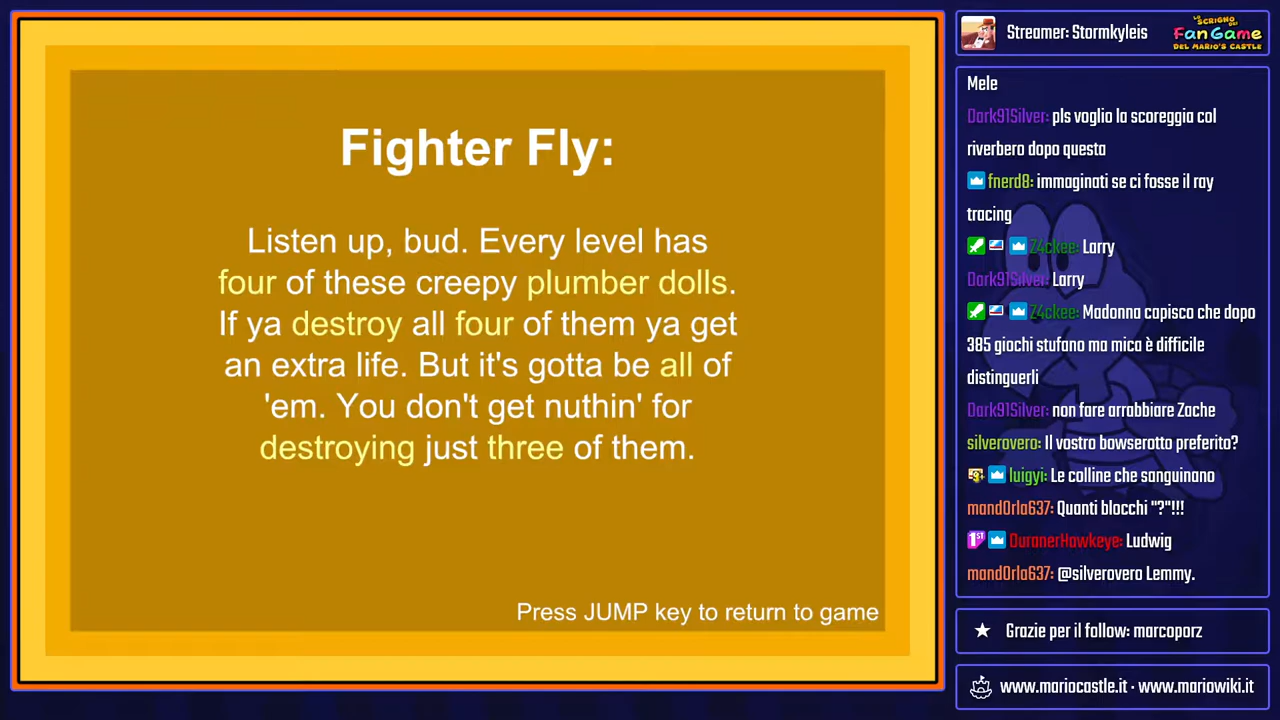 Fighter Fly:
Listen up, bud. Every level has
four of these creepy plumber dolls.
If ya destroy all four of them ya get
an extra life. But it's gotta be all of
'em. You don't get nuthin' for
destroying just three of them.
Press JUMP key to return to game
Streamer: Stormkyleis
LO SCRIGNO DEI
FanGame
DEL MARIO'S CASTLE
Mele
Dark91Silver: pls voglio la scoreggia col
riverbero dopo questa
fnerd8: immaginati se ci fosse il ray
tracing
Z4ckee: Larry
Dark91Silver: Larry
Z4ckee: Madonna capisco che dopo
385 giochi stufano ma mica è difficile
distinguerli
Dark91Silver: non fare arrabbiare Zache
silverovero: Il vostro bowserotto preferito?
luigyi: Le colline che sanguinano
mand0rla637: Quanti blocchi "?"!!!
1ST DuranerHawkeye: Ludwig
mand0rla637: @silverovero Lemmy.
Grazie per il follow: marcoporz
www.mariocastle.it · www.mariowiki.it